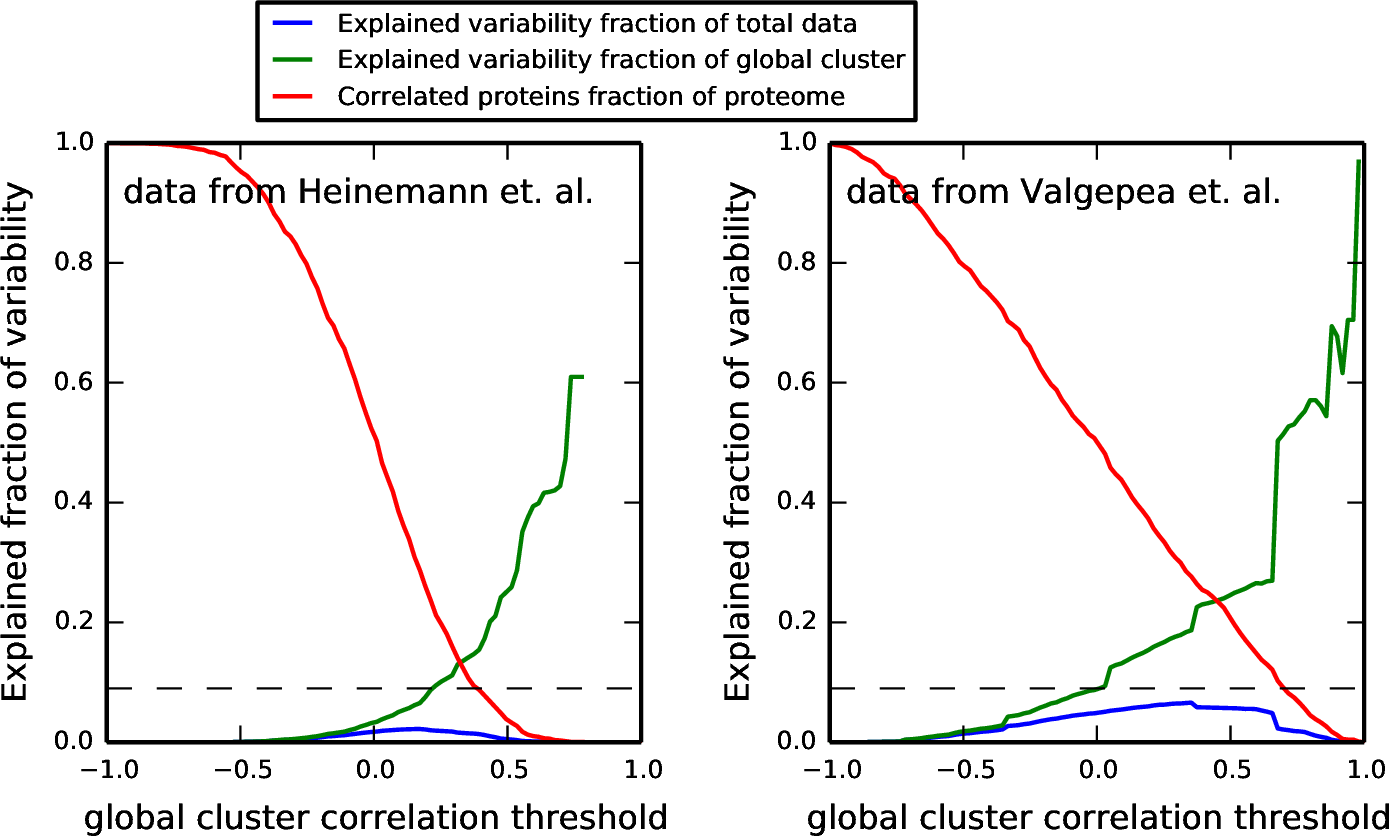 Explained variability fraction of total data
Explained variability fraction of global cluster
Correlated proteins fraction of proteome
data from Heinemann et. al.
Explained fraction of variability
1.0
0.8
0.6
0.4
0.2
0.0
−1.0 −0.5 0.0 0.5 1.0
global cluster correlation threshold
data from Valgepea et. al.
Explained fraction of variability
1.0
0.8
0.6
0.4
0.2
0.0
−1.0 −0.5 0.0 0.5 1.0
global cluster correlation threshold